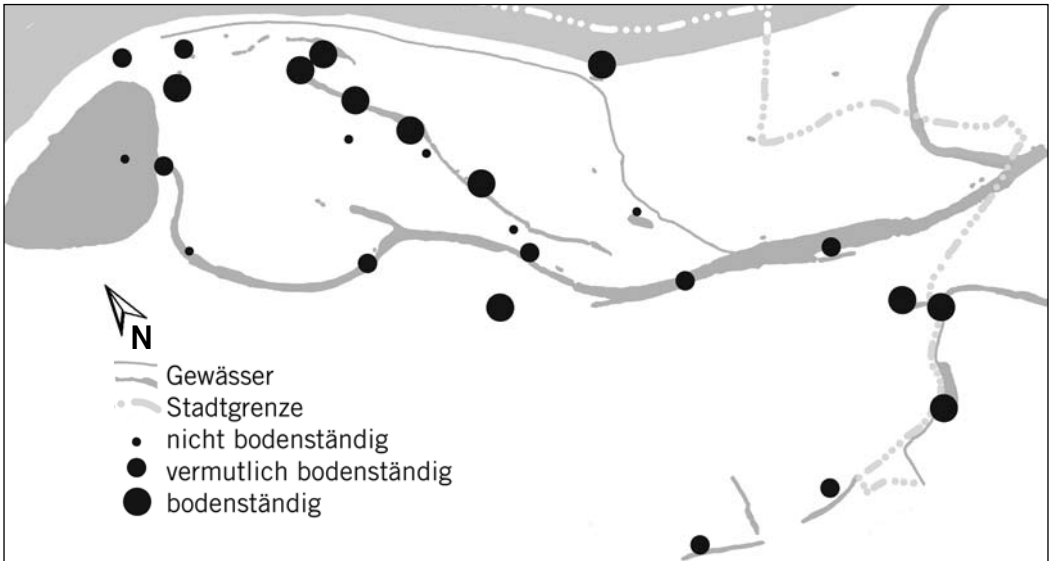 N
Gewässer
Stadtgrenze
nicht bodenständig
vermutlich bodenständig
bodenständig